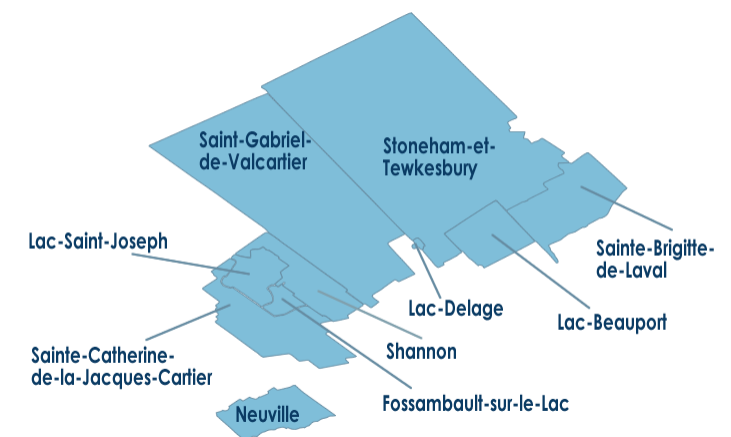 Saint-Gabriel-
de-Valcartier
Stoneham-et-
Tewkesbury
Lac-Saint-Joseph
Sainte-Brigitte-
de-Laval
Lac-Delage
Lac-Beauport
Shannon
Sainte-Catherine-
de-la-Jacques-Cartier
Fossambault-sur-le-Lac
Neuville